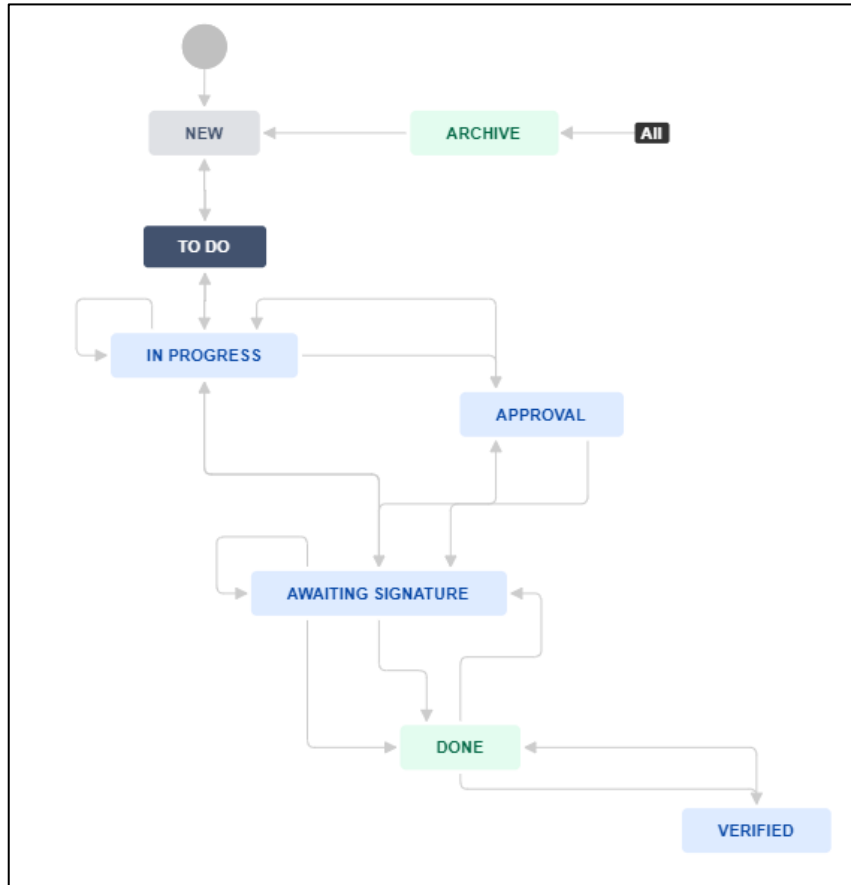 NEW
ARCHIVE
All
TO DO
IN PROGRESS
APPROVAL
AWAITING SIGNATURE
DONE
VERIFIED